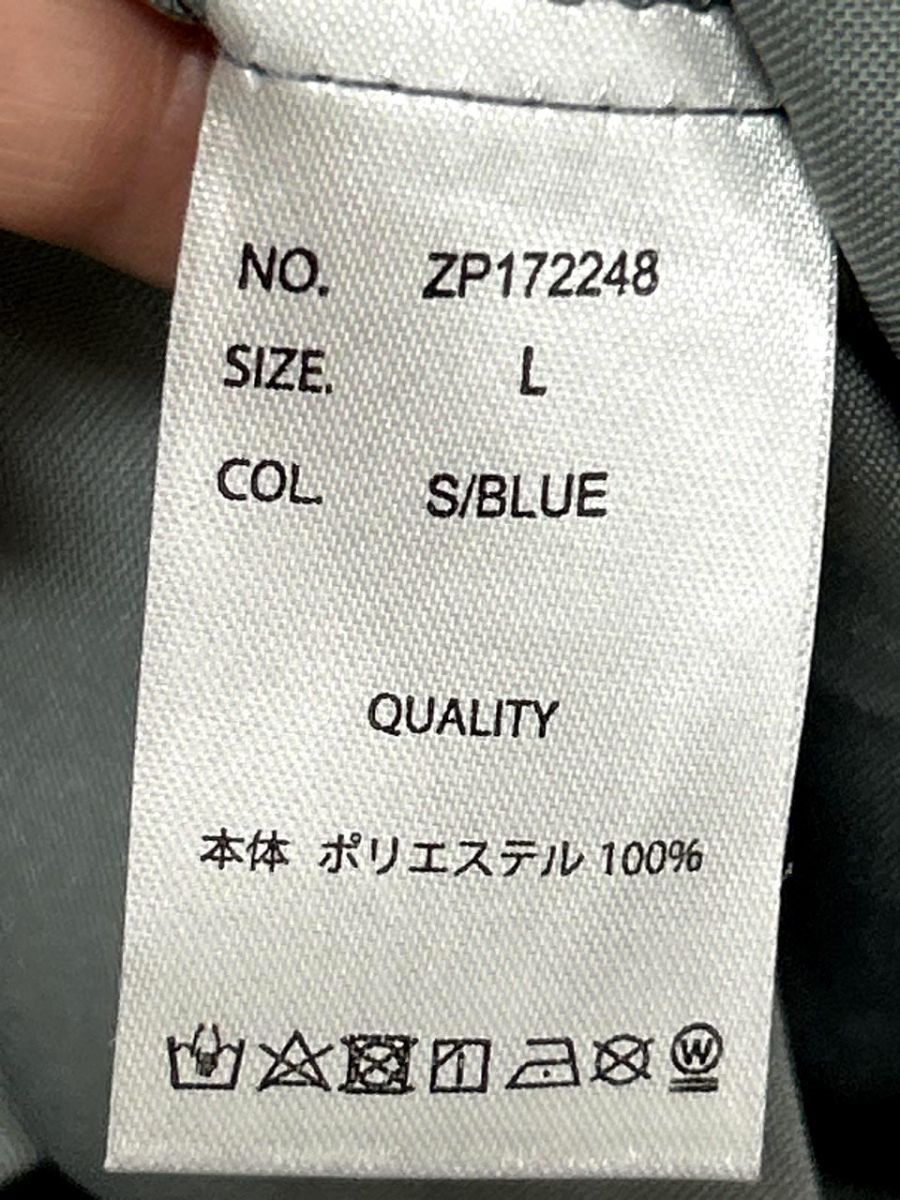 NO. ZP172248
SIZE. L
COL. S/BLUE
QUALITY
本体 ポリエステル 100%
W